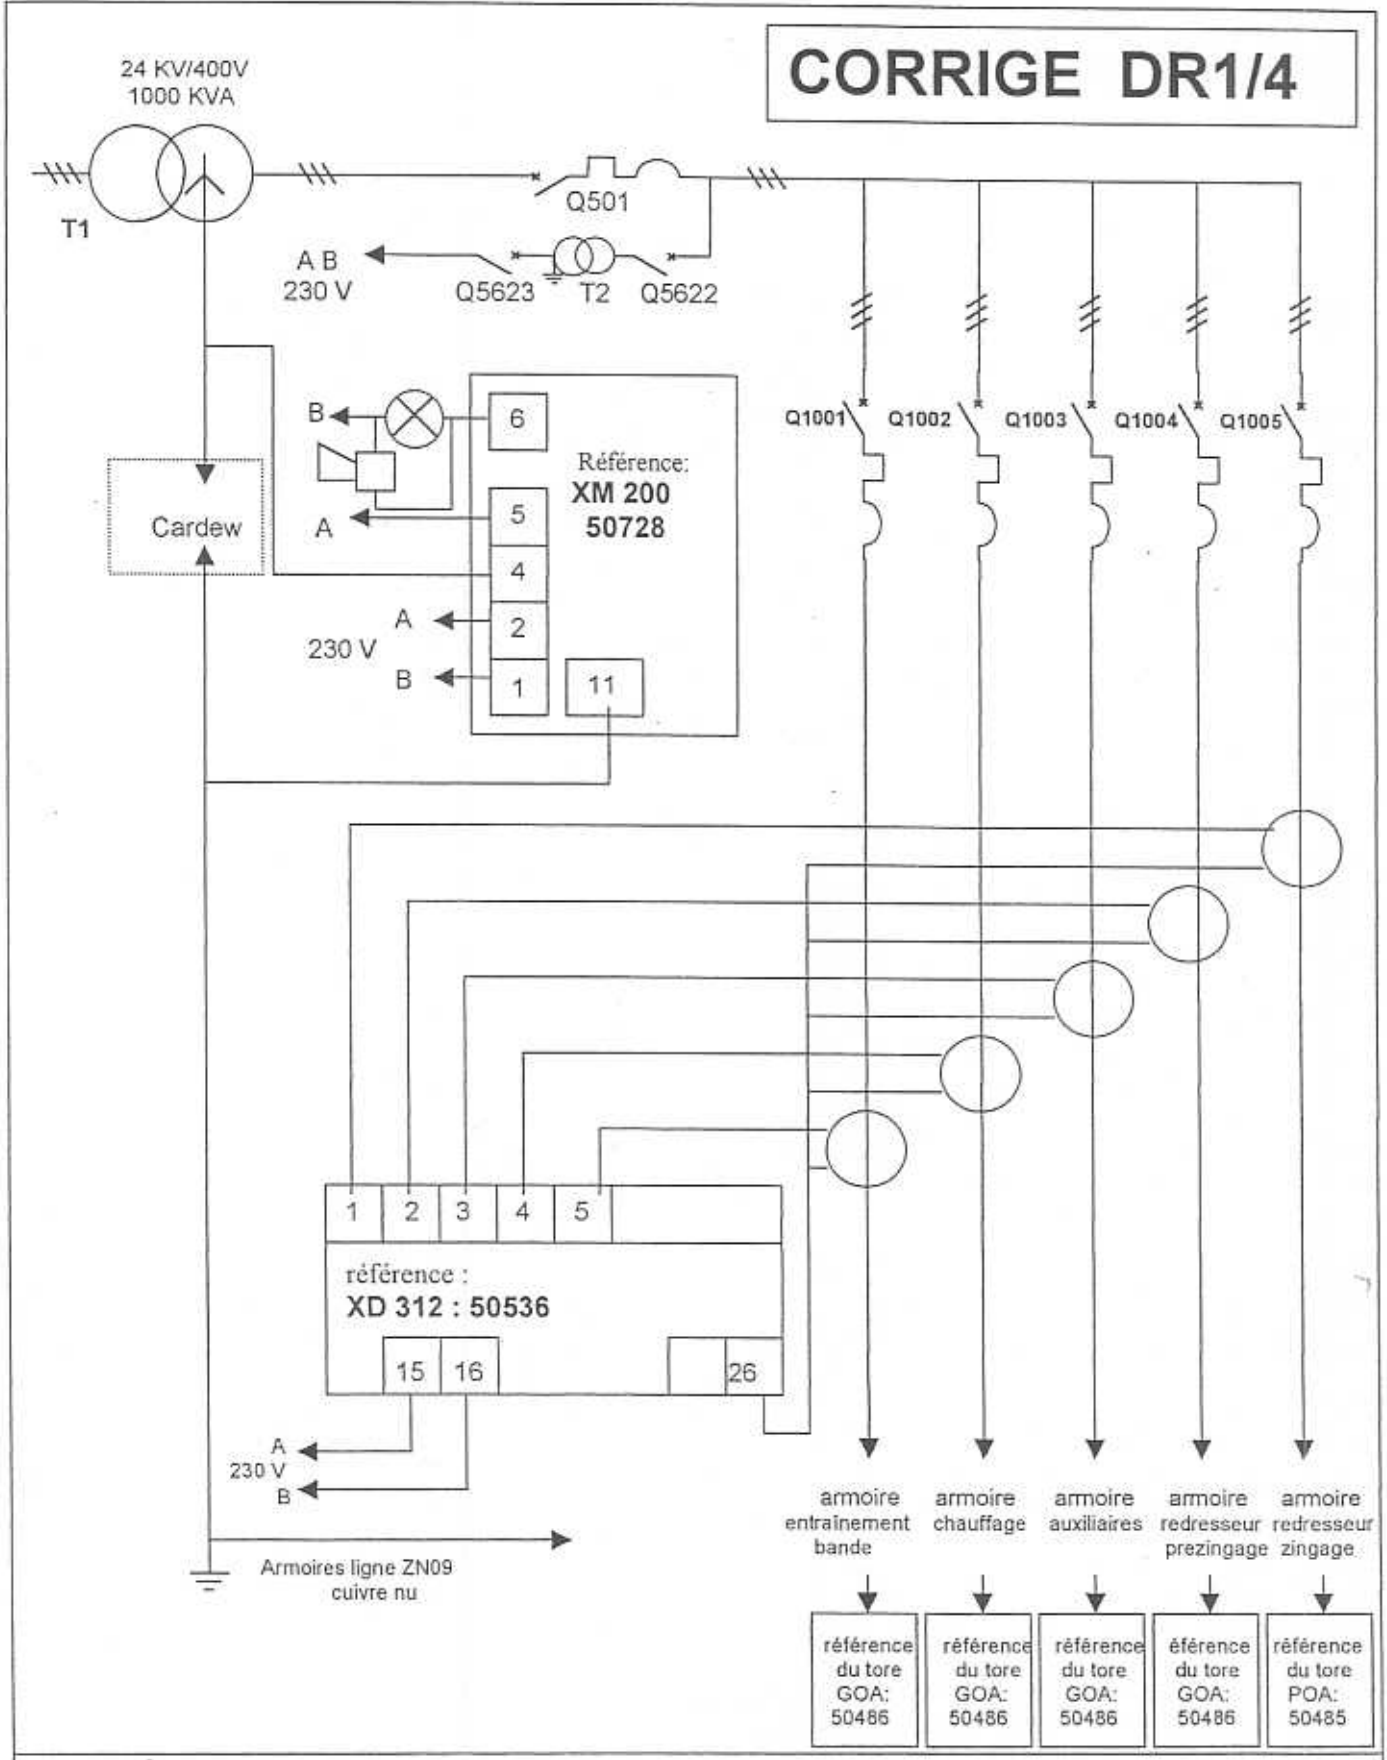 CORRIGE DR1/4
24 KV/400V
1000 KVA
T1
Q501
A B
230 V
Q5623
T2
Q5622
Q1001
Q1002
Q1003
Q1004
Q1005
B
6
Référence:
XM 200
50728
A
5
Cardew
4
A
2
230 V
B
1
11
1
2
3
4
5
référence :
XD 312 : 50536
15
16
26
A
230 V
B
Armoires ligne ZN09
cuivre nu
armoire
entraînement
bande
armoire
chauffage
armoire
auxiliaires
armoire
redresseur
prezingage
armoire
redresseur
zingage
référence
du tore
GOA:
50486
référence
du tore
GOA:
50486
référence
du tore
GOA:
50486
éférence
du tore
GOA:
50486
référence
du tore
POA:
50485